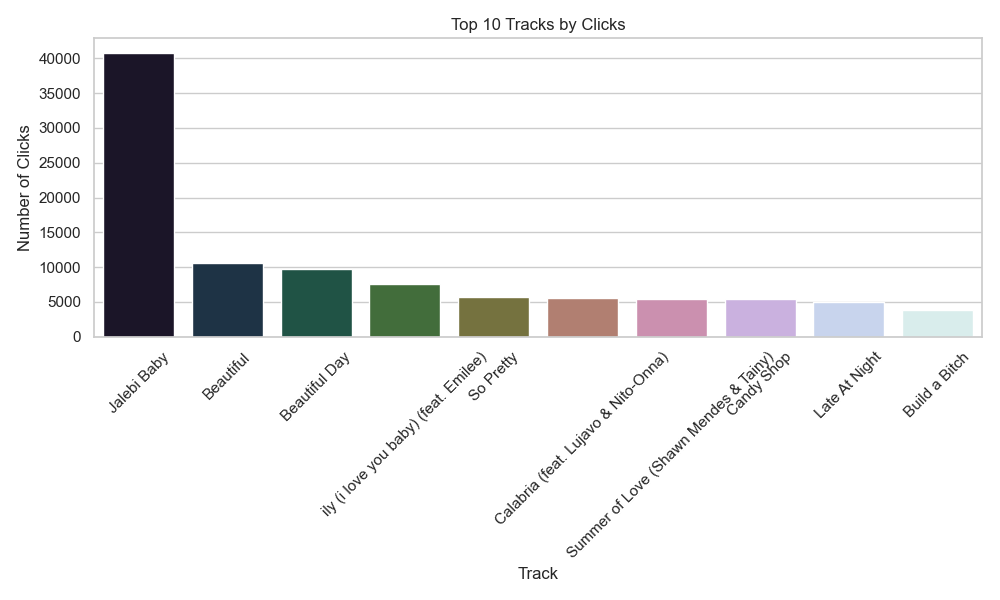 Top 10 Tracks by Clicks
Number of Clicks
40000
35000
30000
25000
20000
15000
10000
5000
0
Jalebi Baby
Beautiful
Beautiful Day
ily (i love you baby) (feat. Emilee)
So Pretty
Calabria (feat. Lujavo & Nito-Onna)
Summer of Love (Shawn Mendes & Tainy)
Candy Shop
Late At Night
Build a Bitch
Track